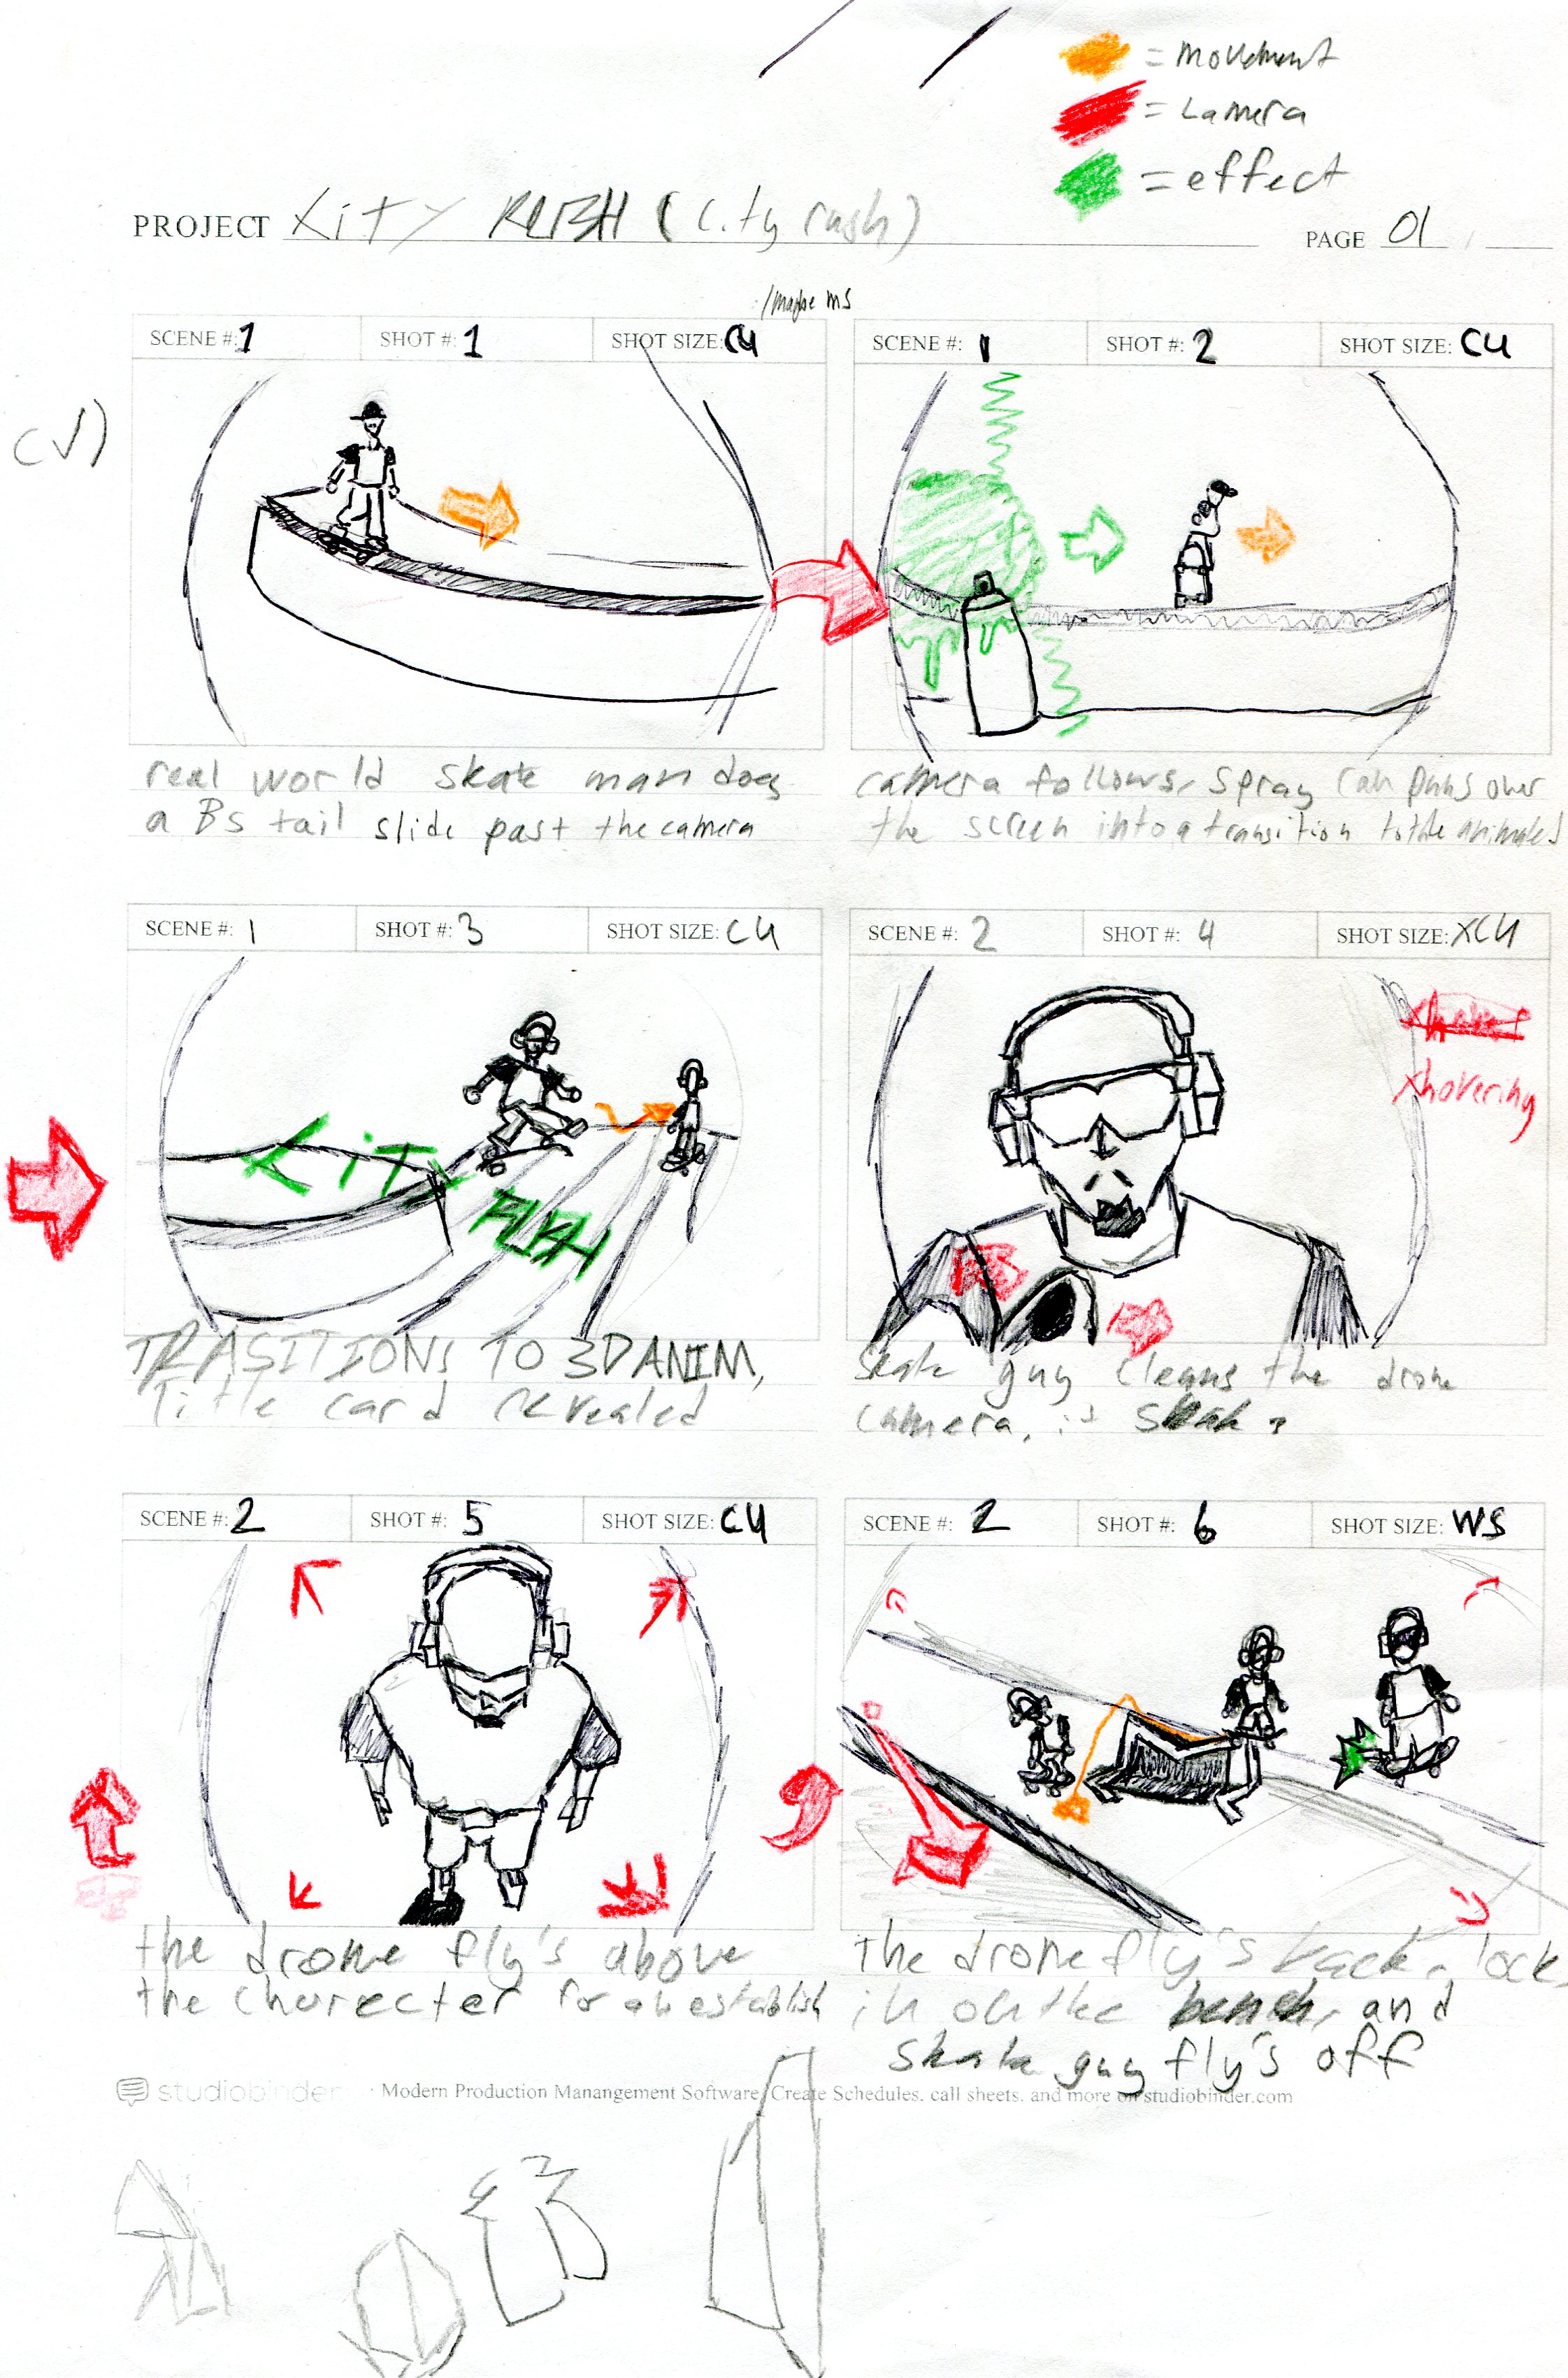 = movement
= camera
= effect
PROJECT KITY RUSH (City rush)
PAGE 01
/maybe MS
SCENE #: 1 SHOT #: 1 SHOT SIZE: CU
SCENE #: 1 SHOT #: 2 SHOT SIZE: CU
real world skate man does
a BS tail slide past the camera
camera follows, spray can pans over
the screen into a transition to the animated
SCENE #: 1 SHOT #: 3 SHOT SIZE: CU
SCENE #: 2 SHOT #: 4 SHOT SIZE: XCU
KITY
RUSH
xhovering
TRASITIONS TO 3D ANIM,
Title card revealed
Skate guy cleans the drone
camera,
SCENE #: 2 SHOT #: 5 SHOT SIZE: CU
SCENE #: 2 SHOT #: 6 SHOT SIZE: WS
the drone fly's above
the charecter for an establish
The drone fly's back, lock
in on the bench, and
skate guy fly's off
studiobinder · Modern Production Manangement Software. Create Schedules. call sheets. and more on studiobinder.com